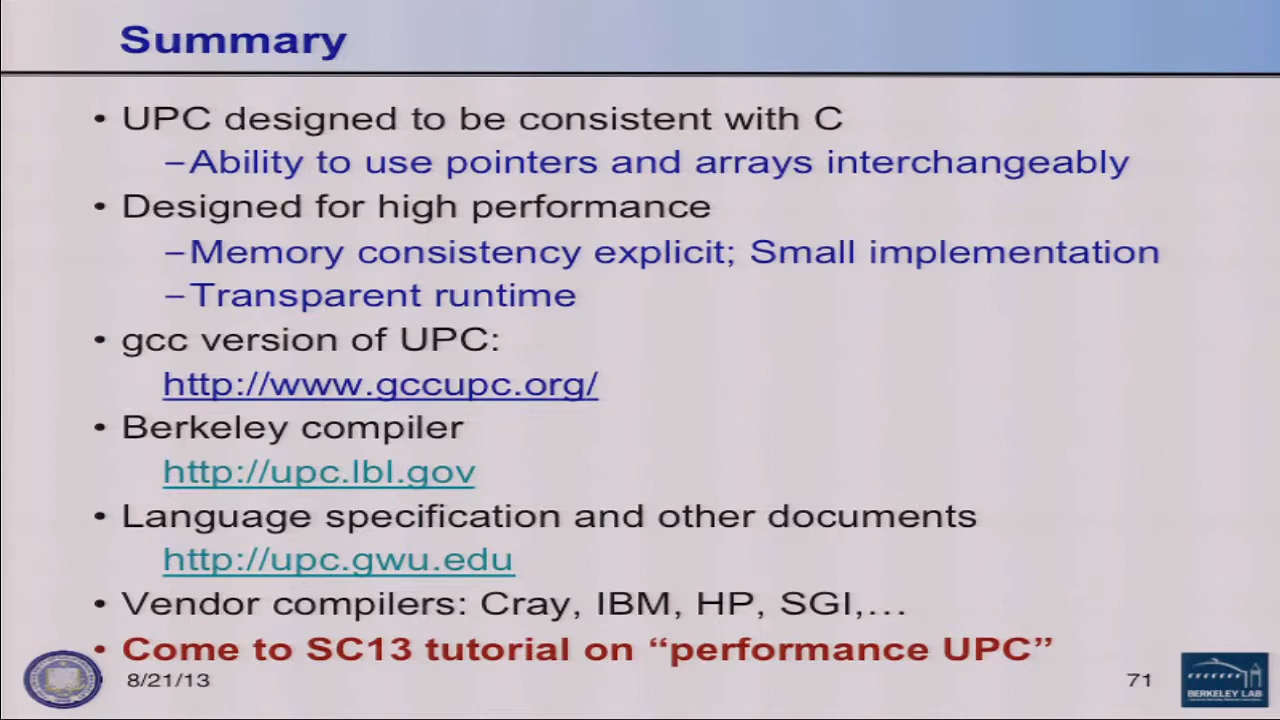 Summary
• UPC designed to be consistent with C
–Ability to use pointers and arrays interchangeably
• Designed for high performance
–Memory consistency explicit; Small implementation
–Transparent runtime
• gcc version of UPC:
http://www.gccupc.org/
• Berkeley compiler
http://upc.lbl.gov
• Language specification and other documents
http://upc.gwu.edu
• Vendor compilers: Cray, IBM, HP, SGI,…
• Come to SC13 tutorial on “performance UPC”
8/21/13
71
BERKELEY LAB